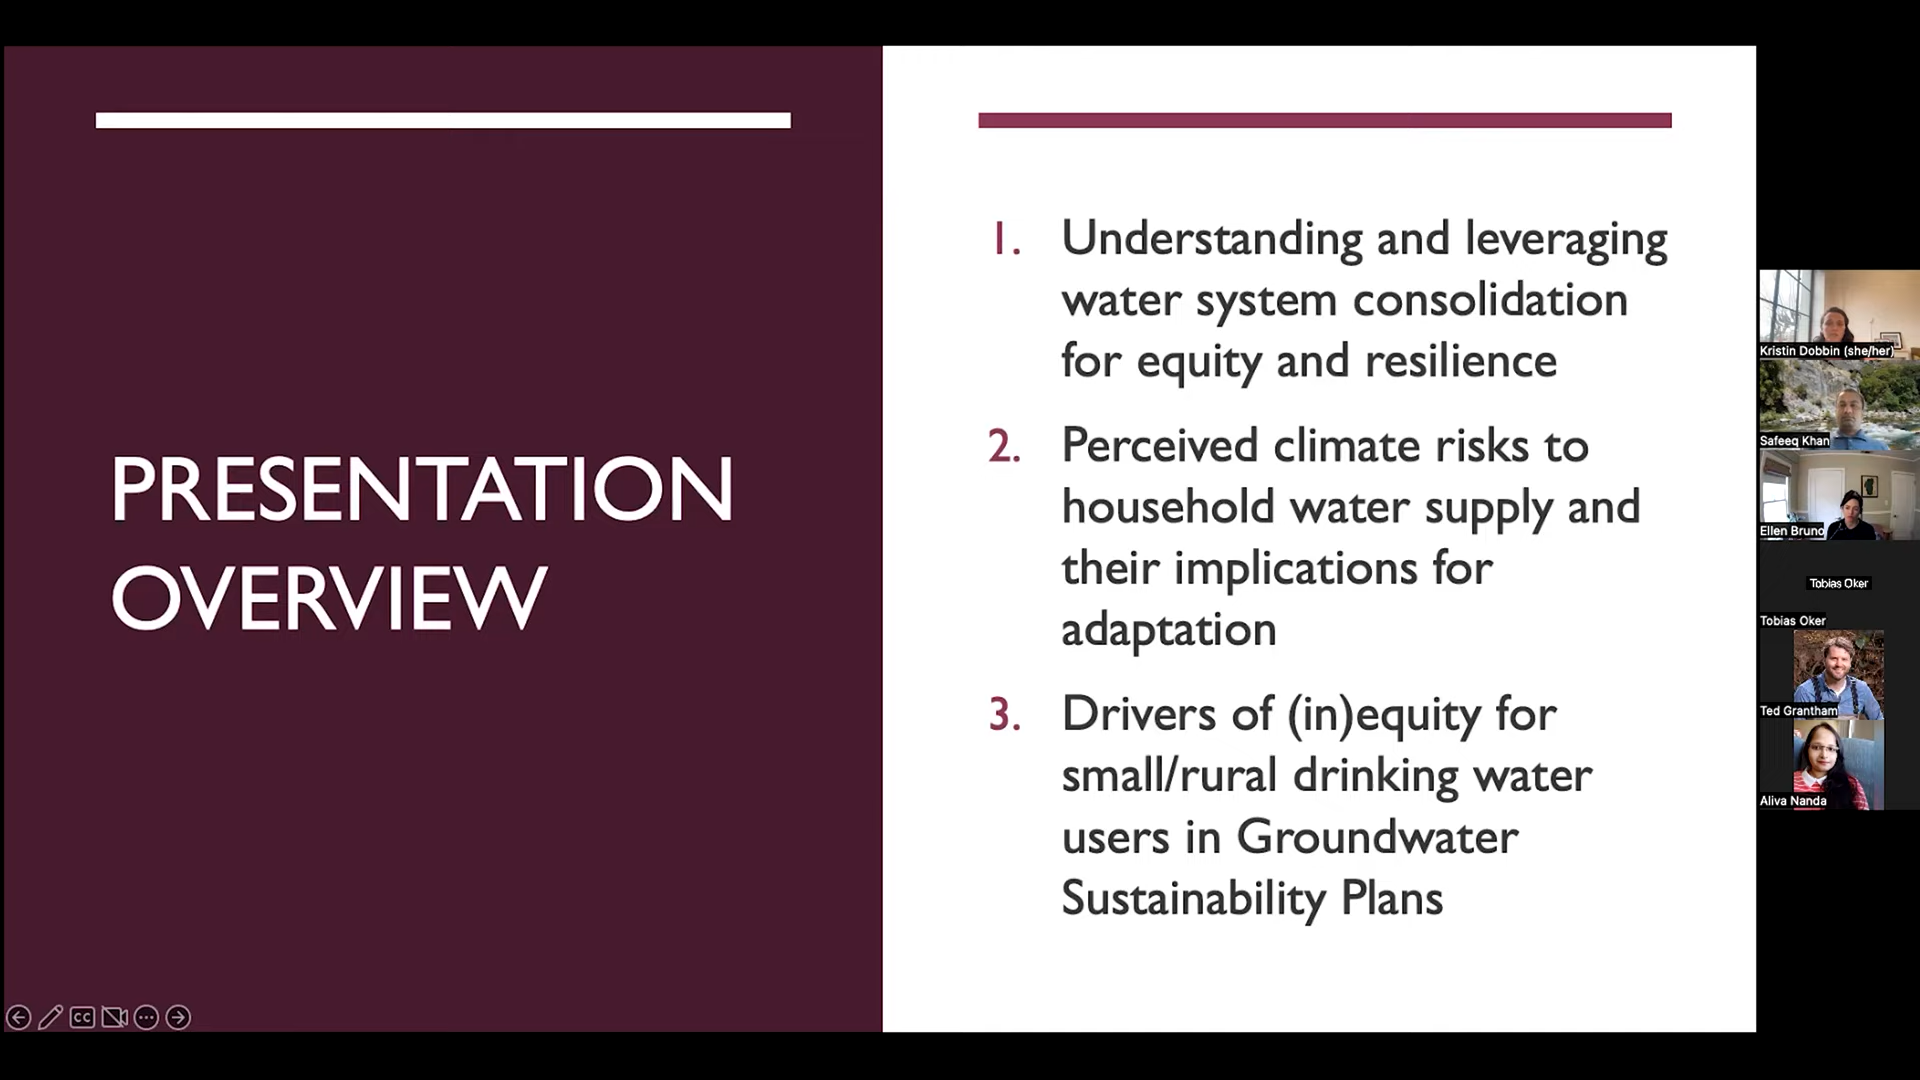 PRESENTATION
OVERVIEW
1. Understanding and leveraging
water system consolidation
for equity and resilience
2. Perceived climate risks to
household water supply and
their implications for
adaptation
3. Drivers of (in)equity for
small/rural drinking water
users in Groundwater
Sustainability Plans
Kristin Dobbin (she/her)
Safeeq Khan
Ellen Bruno
Tobias Oker
Tobias Oker
Ted Grantham
Aliva Nanda
CC